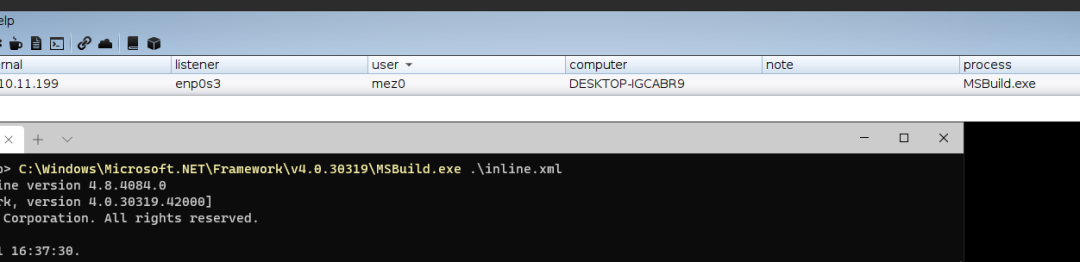 elp
rnal listener user computer note process
10.11.199 enp0s3 mez0 DESKTOP-IGCABR9 MSBuild.exe
> C:\Windows\Microsoft.NET\Framework\v4.0.30319\MSBuild.exe .\inline.xml
ine version 4.8.4084.0
rk, version 4.0.30319.42000]
Corporation. All rights reserved.
16:37:30.